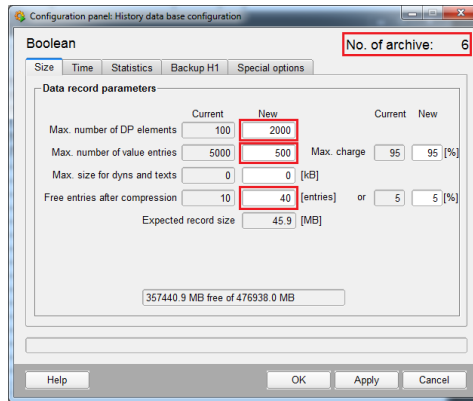 Configuration panel: History data base configuration
Boolean
No. of archive: 6
Size Time Statistics Backup H1 Special options
Data record parameters
Current New Current New
Max. number of DP elements 100 2000
Max. number of value entries 5000 500 Max. charge 95 95 [%]
Max. size for dyns and texts 0 0 [kB]
Free entries after compression 10 40 [entries] or 5 5 [%]
Expected record size 45.9 [MB]
357440.9 MB free of 476938.0 MB
Help OK Apply Cancel